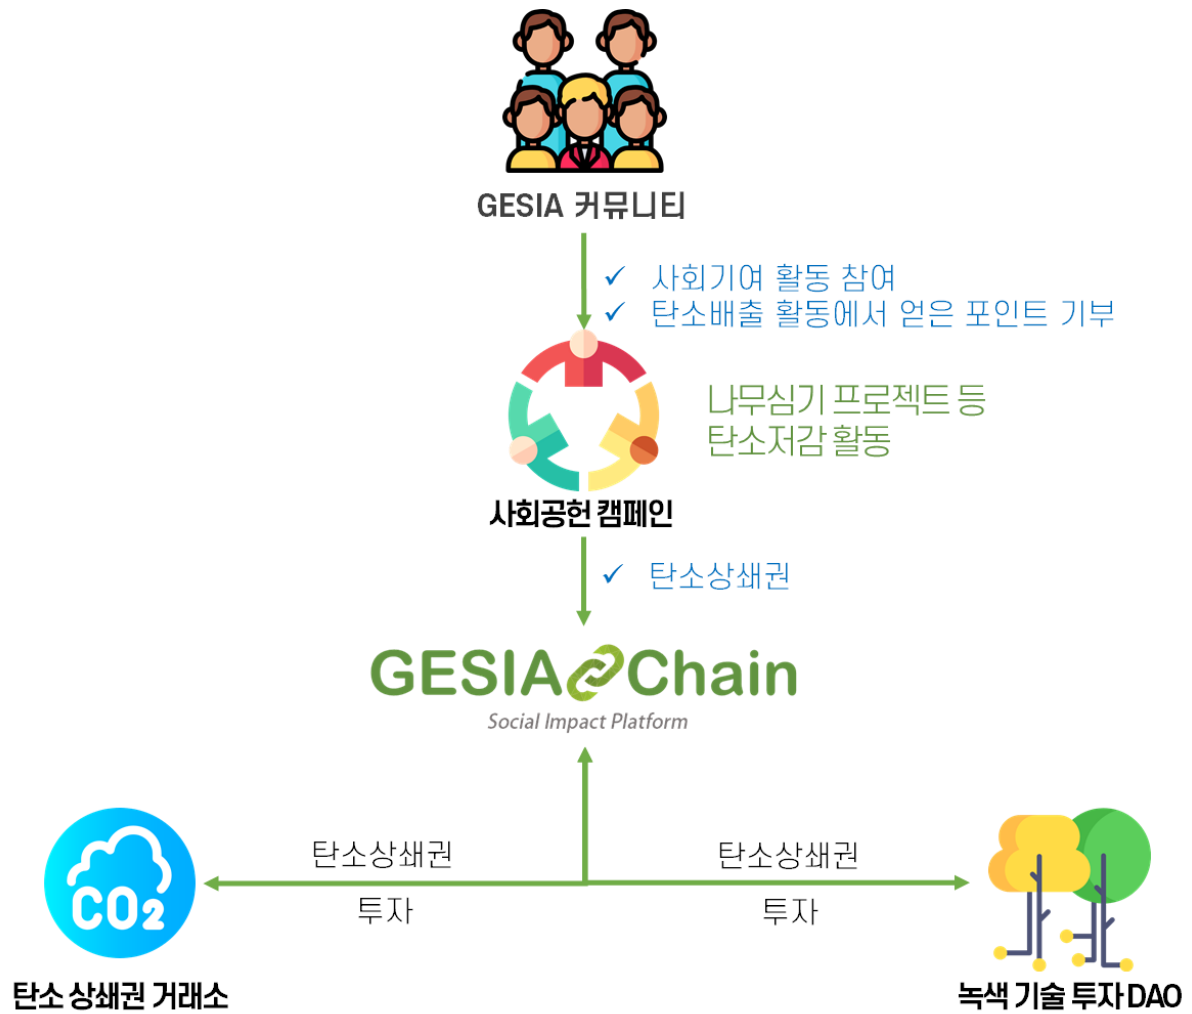 GESIA 커뮤니티
✓ 사회기여 활동 참여
✓ 탄소배출 활동에서 얻은 포인트 기부
나무심기 프로젝트 등
탄소저감 활동
사회공헌 캠페인
✓ 탄소상쇄권
GESIA Chain
Social Impact Platform
탄소상쇄권
투자
탄소상쇄권
투자
CO2
탄소 상쇄권 거래소
녹색 기술 투자 DAO